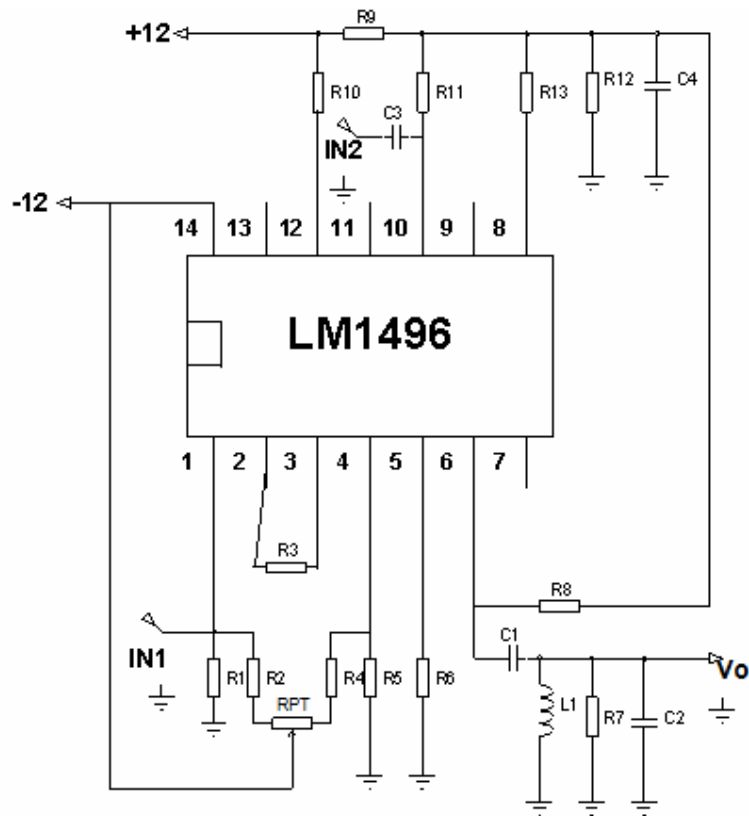 R9
+12
R10
R11
R13
R12
C4
C3
IN2
-12
14 13 12 11 10 9 8
LM1496
1 2 3 4 5 6 7
R3
R8
C1
IN1
R1
R2
R4
R5
R6
RPT
Vo
L1
R7
C2